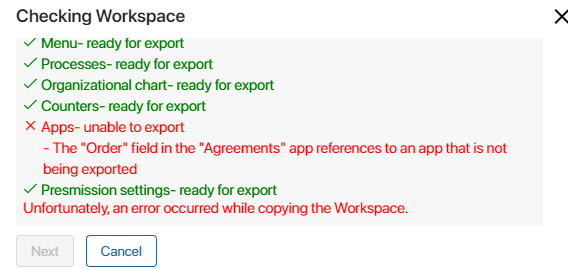 Checking Workspace
Menu- ready for export
Processes- ready for export
Organizational chart- ready for export
Counters- ready for export
Apps- unable to export
- The "Order" field in the "Agreements" app references to an app that is not
being exported
Presmission settings- ready for export
Unfortunately, an error occurred while copying the Workspace.
Next
Cancel